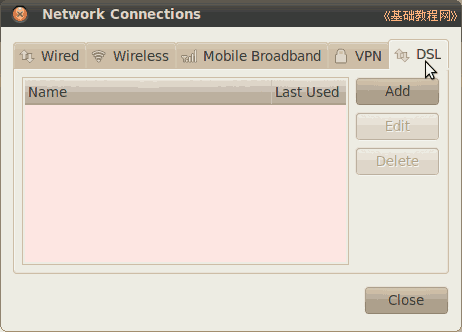 Network Connections
《基础教程网》
Wired Wireless Mobile Broadband VPN DSL
Name Last Used
Add
Edit
Delete
Close